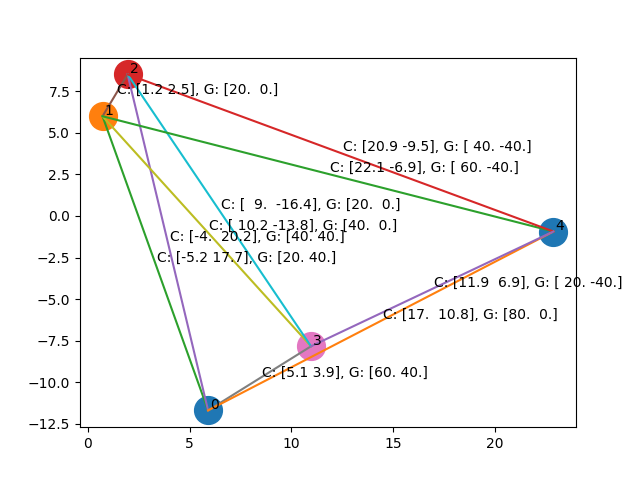 2
C: [1.2 2.5], G: [20.  0.]
7.5
1
5.0
C: [20.9 -9.5], G: [ 40. -40.]
C: [22.1 -6.9], G: [ 60. -40.]
2.5
C: [  9.  -16.4], G: [20.  0.]
0.0
C: [ 10.2 -13.8], G: [40.  0.]
4
C: [-4.  20.2], G: [40. 40.]
−2.5
C: [-5.2 17.7], G: [20. 40.]
C: [11.9  6.9], G: [ 20. -40.]
−5.0
C: [17.  10.8], G: [80.  0.]
−7.5
3
C: [5.1 3.9], G: [60. 40.]
−10.0
0
−12.5
0 5 10 15 20